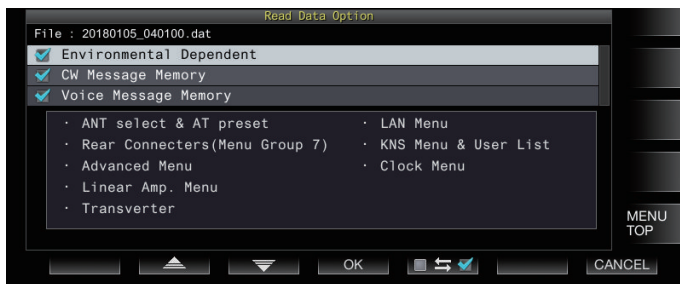 Read Data Option
File : 20180105_040100.dat
Environmental Dependent
CW Message Memory
Voice Message Memory
· ANT select & AT preset
· LAN Menu
· Rear Connecters(Menu Group 7)
· KNS Menu & User List
· Advanced Menu
· Clock Menu
· Linear Amp. Menu
· Transverter
MENU
TOP
OK
CANCEL